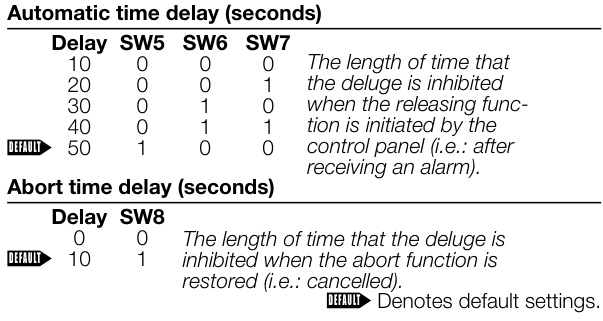 Automatic time delay (seconds)
Delay SW5 SW6 SW7
10 0 0 0 The length of time that
20 0 0 1 the deluge is inhibited
30 0 1 0 when the releasing func-
40 0 1 1 tion is initiated by the
DEFAULT 50 1 0 0 control panel (i.e.: after
receiving an alarm).
Abort time delay (seconds)
Delay SW8
0 0 The length of time that the deluge is
DEFAULT 10 1 inhibited when the abort function is
restored (i.e.: cancelled).
DEFAULT Denotes default settings.